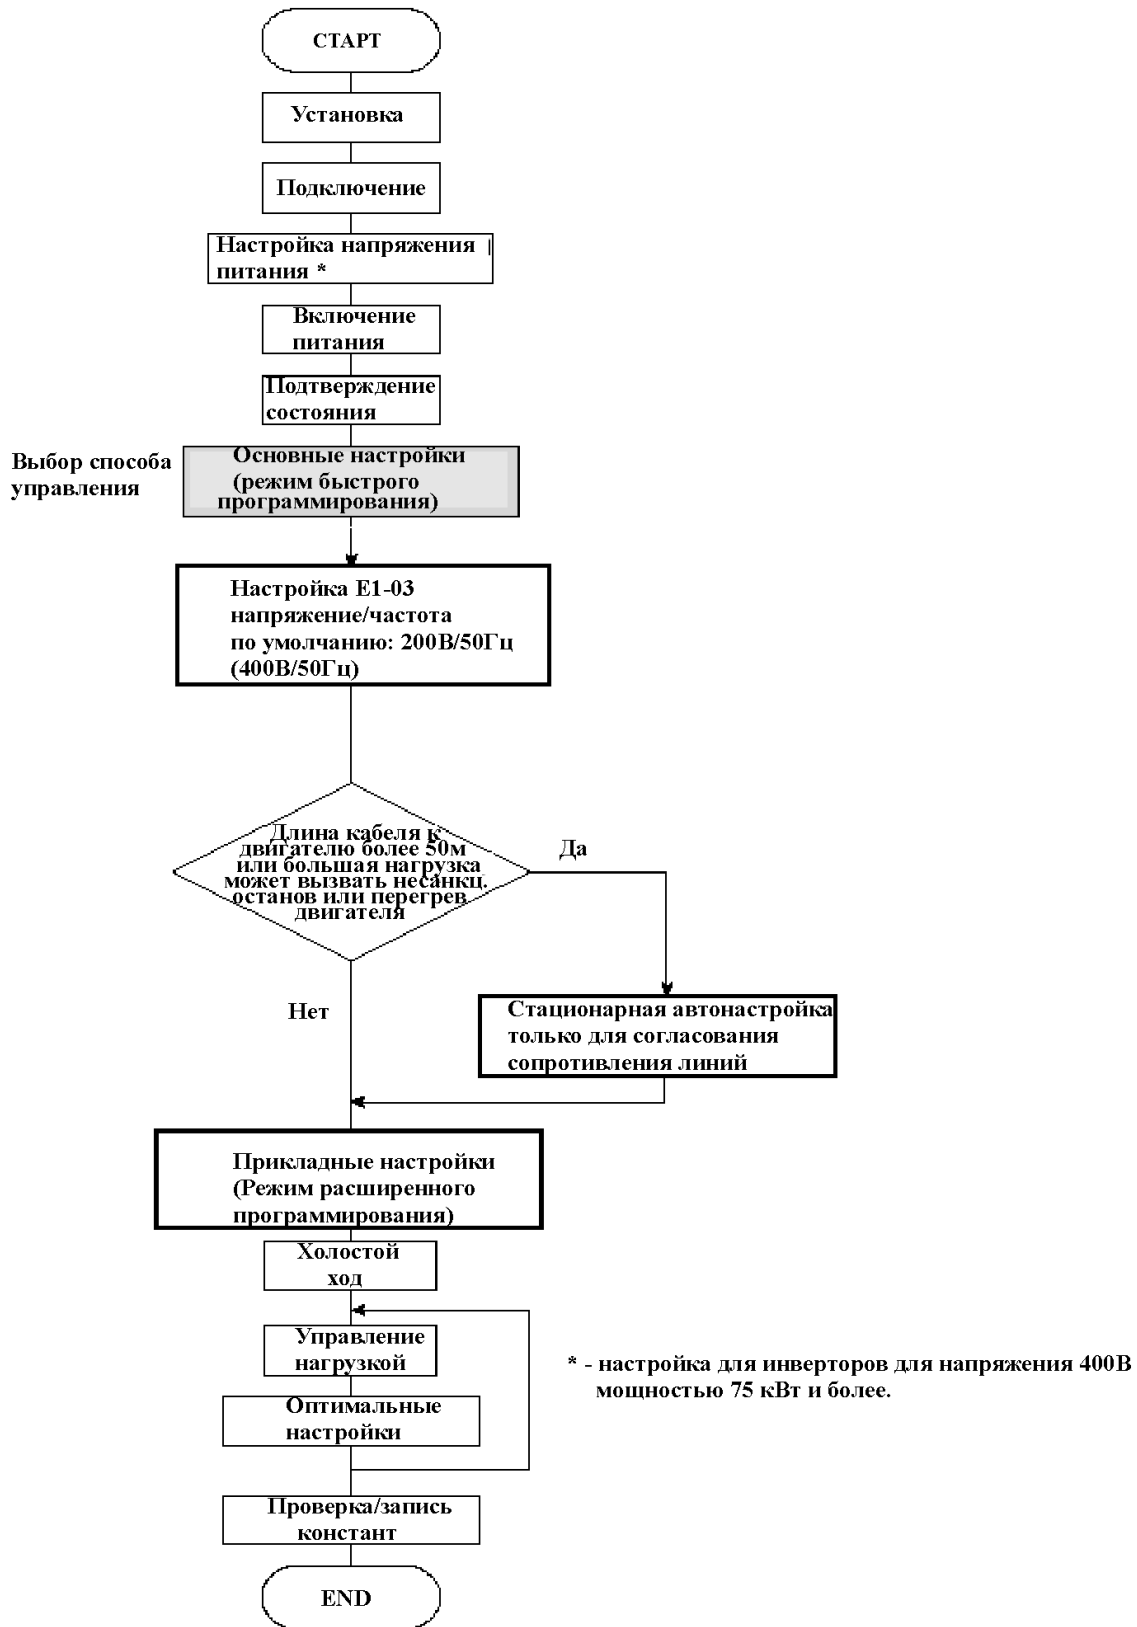 СТАРТ
Установка
Подключение
Настройка напряжения
питания *
Включение
питания
Подтверждение
состояния
Выбор способа
управления
Основные настройки
(режим быстрого
программирования)
Настройка E1-03
напряжение/частота
по умолчанию: 200В/50Гц
(400В/50Гц)
Длина кабеля к
двигателю более 50м
или большая нагрузка
может вызвать несанкц.
останов или перегрев
двигателя
Да
Нет
Стационарная автонастройка
только для согласования
сопротивления линий
Прикладные настройки
(Режим расширенного
программирования)
Холостой
ход
Управление
нагрузкой
* - настройка для инверторов для напряжения 400В
мощностью 75 кВт и более.
Оптимальные
настройки
Проверка/запись
констант
END